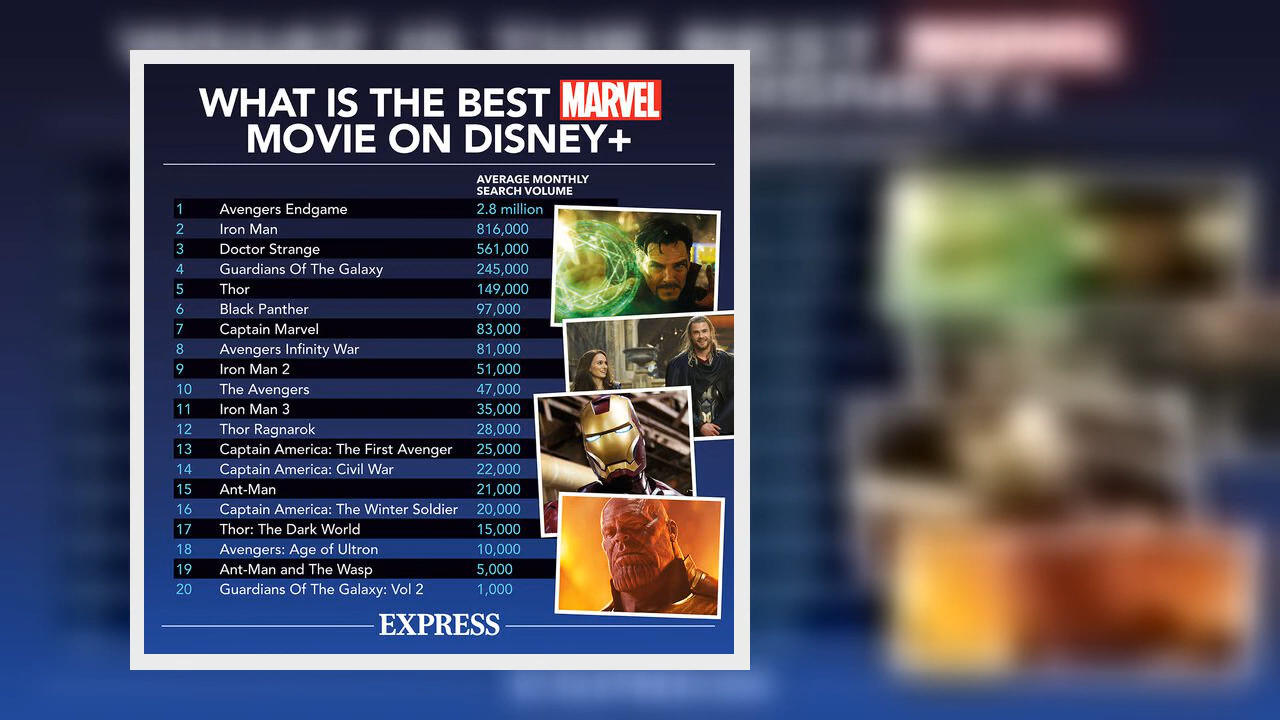 WHAT IS THE BEST MARVEL
MOVIE ON DISNEY+
AVERAGE MONTHLY
SEARCH VOLUME
1 Avengers Endgame 2.8 million
2 Iron Man 816,000
3 Doctor Strange 561,000
4 Guardians Of The Galaxy 245,000
5 Thor 149,000
6 Black Panther 97,000
7 Captain Marvel 83,000
8 Avengers Infinity War 81,000
9 Iron Man 2 51,000
10 The Avengers 47,000
11 Iron Man 3 35,000
12 Thor Ragnarok 28,000
13 Captain America: The First Avenger 25,000
14 Captain America: Civil War 22,000
15 Ant-Man 21,000
16 Captain America: The Winter Soldier 20,000
17 Thor: The Dark World 15,000
18 Avengers: Age of Ultron 10,000
19 Ant-Man and The Wasp 5,000
20 Guardians Of The Galaxy: Vol 2 1,000
EXPRESS